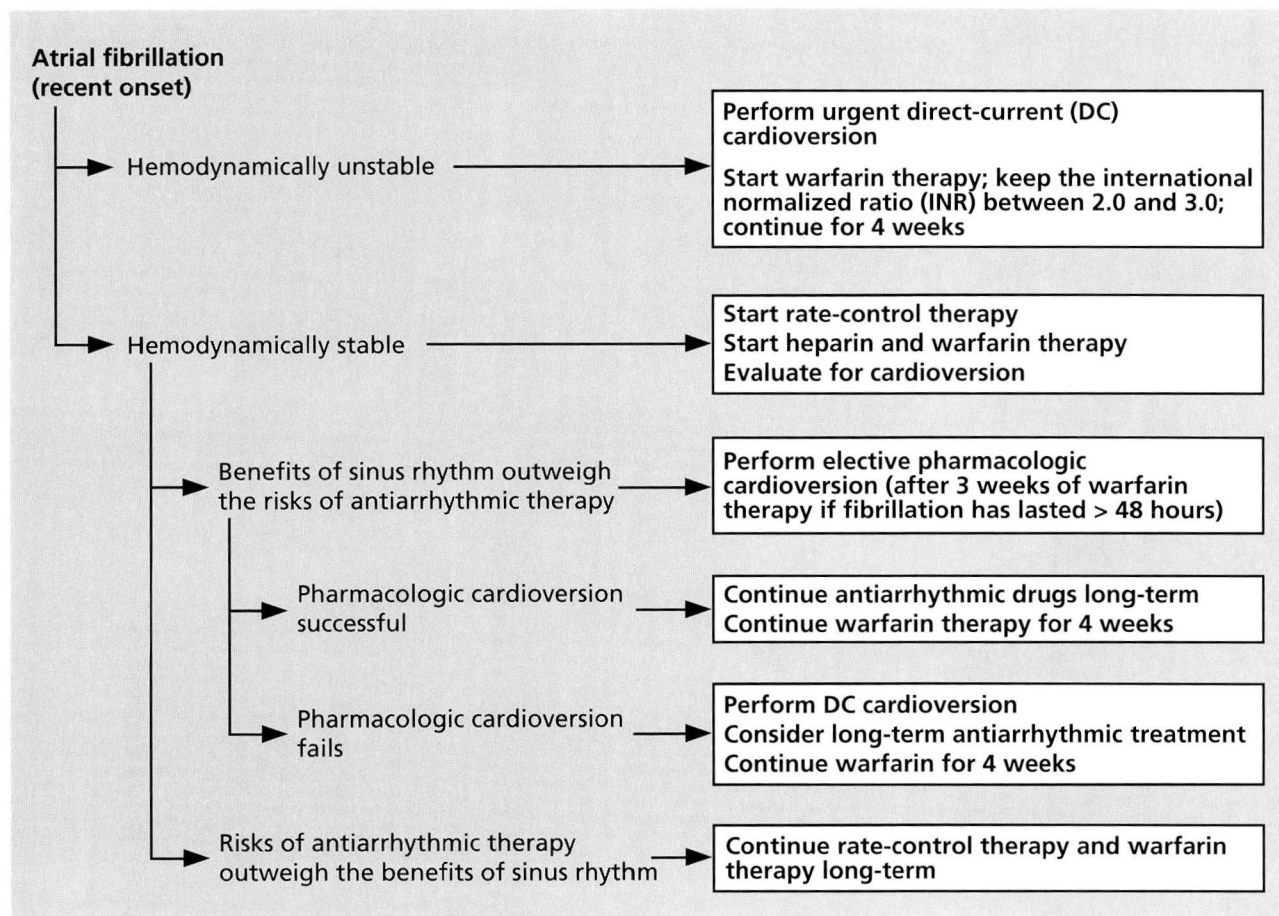 Atrial fibrillation
(recent onset)
Hemodynamically unstable
Perform urgent direct-current (DC)
cardioversion
Start warfarin therapy; keep the international
normalized ratio (INR) between 2.0 and 3.0;
continue for 4 weeks
Hemodynamically stable
Start rate-control therapy
Start heparin and warfarin therapy
Evaluate for cardioversion
Benefits of sinus rhythm outweigh
the risks of antiarrhythmic therapy
Perform elective pharmacologic
cardioversion (after 3 weeks of warfarin
therapy if fibrillation has lasted > 48 hours)
Pharmacologic cardioversion
successful
Continue antiarrhythmic drugs long-term
Continue warfarin therapy for 4 weeks
Pharmacologic cardioversion
fails
Perform DC cardioversion
Consider long-term antiarrhythmic treatment
Continue warfarin for 4 weeks
Risks of antiarrhythmic therapy
outweigh the benefits of sinus rhythm
Continue rate-control therapy and warfarin
therapy long-term